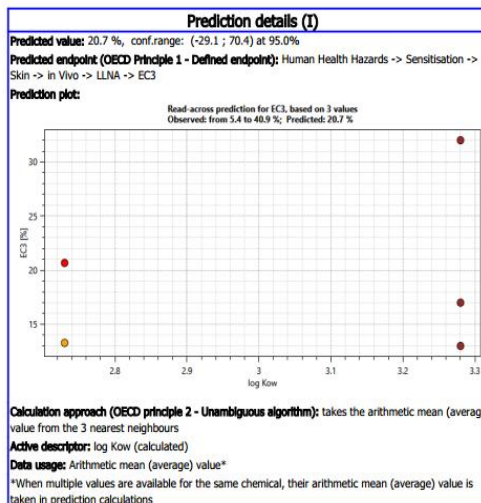 Prediction details (I)
Predicted value: 20.7 %, conf.range: (-29.1 ; 70.4) at 95.0%
Predicted endpoint (OECD Principle 1 - Defined endpoint): Human Health Hazards -> Sensitisation ->
Skin -> in Vivo -> LLNA -> EC3
Prediction plot:
Read-across prediction for EC3, based on 3 values
Observed: from 5.4 to 40.9 %; Predicted: 20.7 %
30
25
20
15
EC3 [%]
2.8 2.9 3 3.1 3.2 3.3
log Kow
Calculation approach (OECD principle 2 - Unambiguous algorithm): takes the arithmetic mean (averag
value from the 3 nearest neighbours
Active descriptor: log Kow (calculated)
Data usage: Arithmetic mean (average) value*
*When multiple values are available for the same chemical, their arithmetic mean (average) value is
taken in prediction calculations